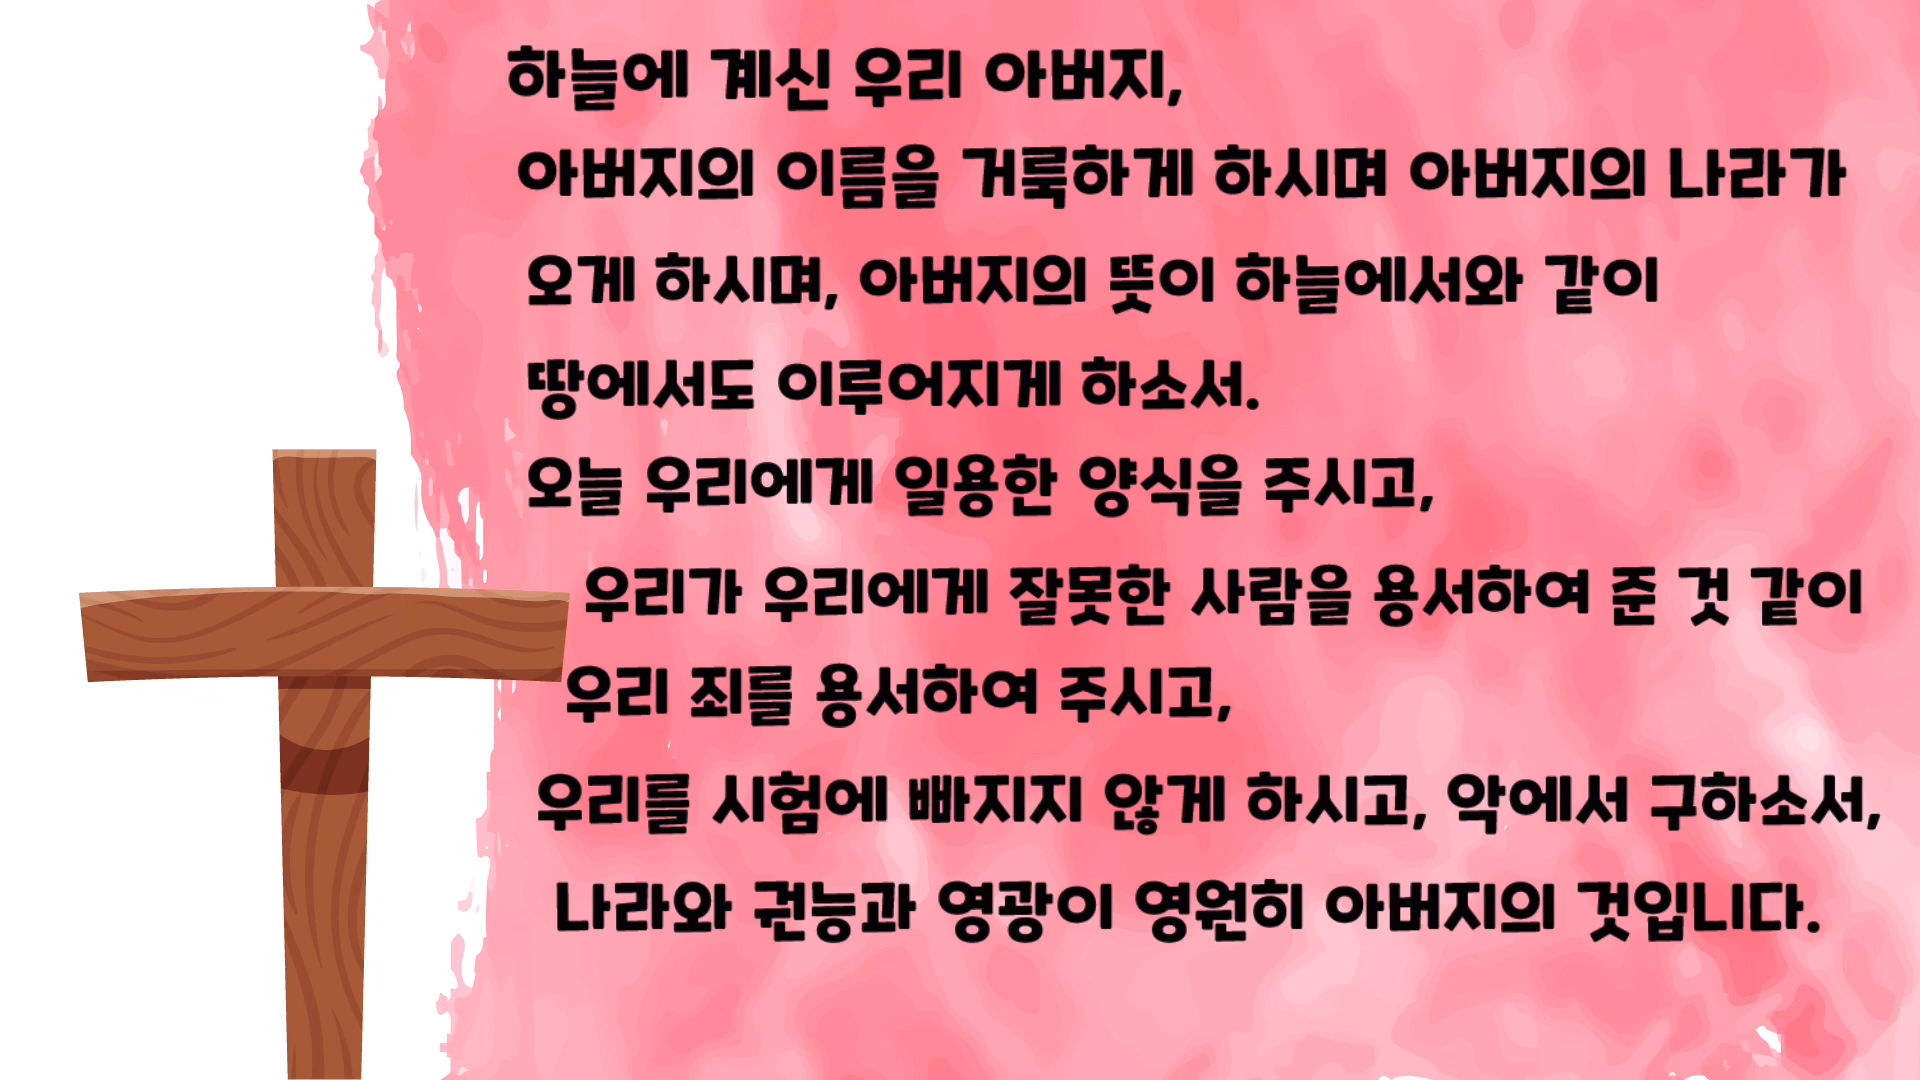 하늘에 계신 우리 아버지,
아버지의 이름을 거룩하게 하시며 아버지의 나라가
오게 하시며, 아버지의 뜻이 하늘에서와 같이
땅에서도 이루어지게 하소서.
오늘 우리에게 일용한 양식을 주시고,
우리가 우리에게 잘못한 사람을 용서하여 준 것 같이
우리 죄를 용서하여 주시고,
우리를 시험에 빠지지 않게 하시고, 악에서 구하소서,
나라와 권능과 영광이 영원히 아버지의 것입니다.